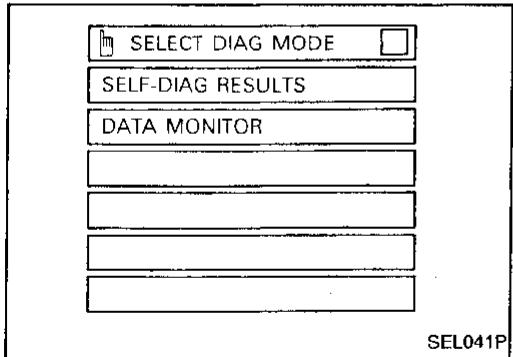 SELECT DIAG MODE
SELF-DIAG RESULTS
DATA MONITOR
SEL041P